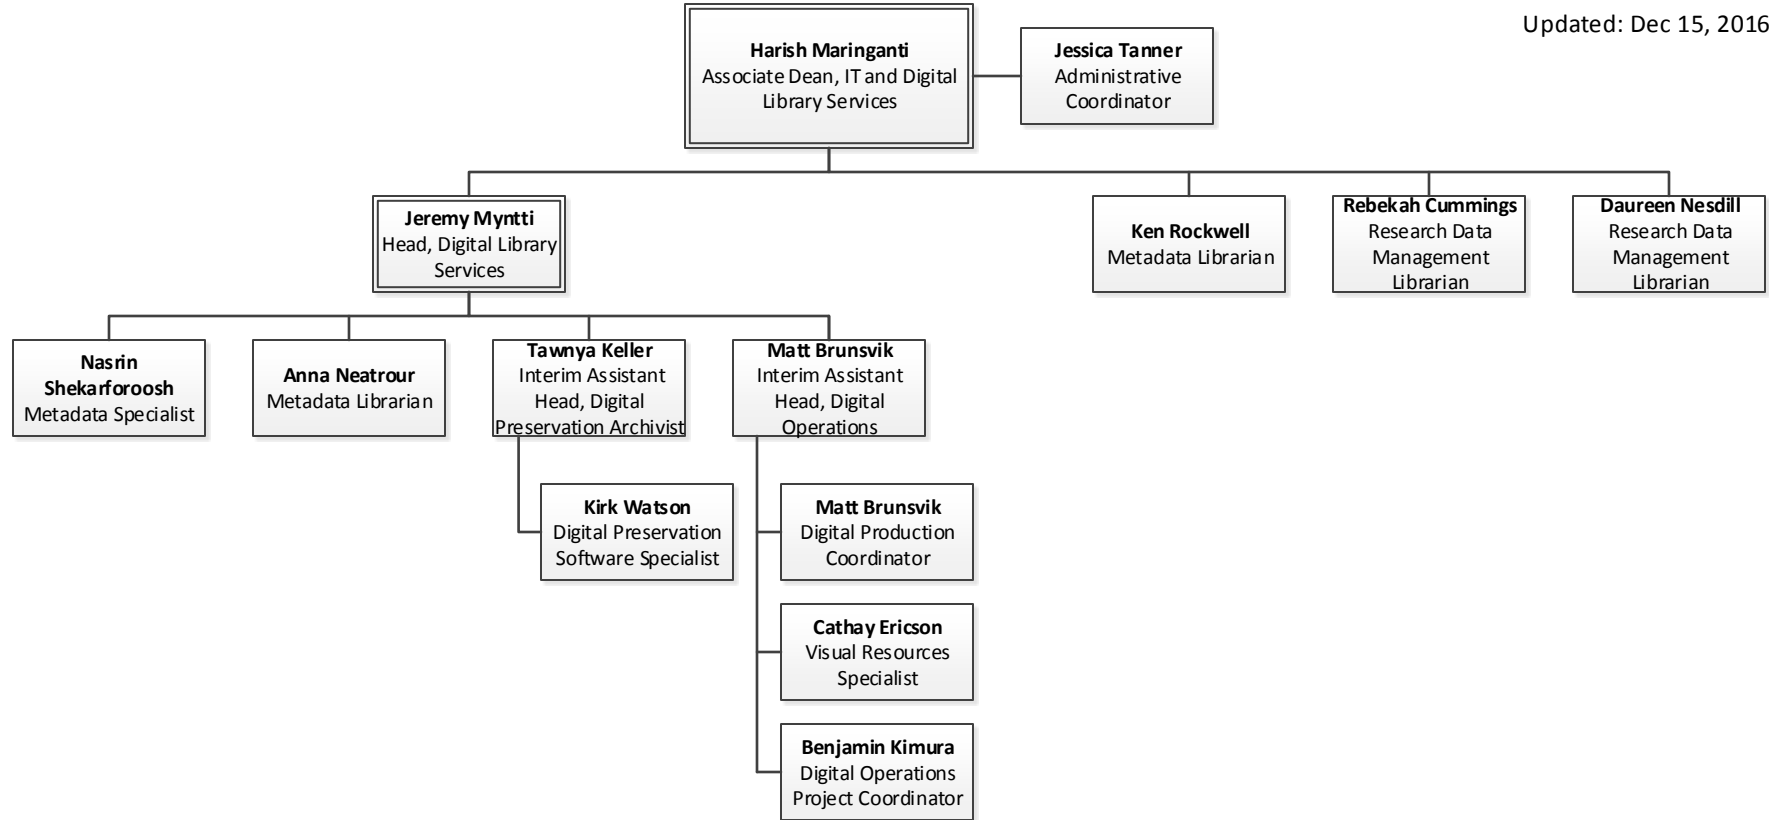 Updated: Dec 15, 2016
Harish Maringanti
Associate Dean, IT and Digital
Library Services
Jessica Tanner
Administrative
Coordinator
Jeremy Myntti
Head, Digital Library
Services
Ken Rockwell
Metadata Librarian
Rebekah Cummings
Research Data
Management
Librarian
Daureen Nesdill
Research Data
Management
Librarian
Nasrin
Shekarforoosh
Metadata Specialist
Anna Neatrour
Metadata Librarian
Tawnya Keller
Interim Assistant
Head, Digital
Preservation Archivist
Matt Brunsvik
Interim Assistant
Head, Digital
Operations
Kirk Watson
Digital Preservation
Software Specialist
Matt Brunsvik
Digital Production
Coordinator
Cathay Ericson
Visual Resources
Specialist
Benjamin Kimura
Digital Operations
Project Coordinator